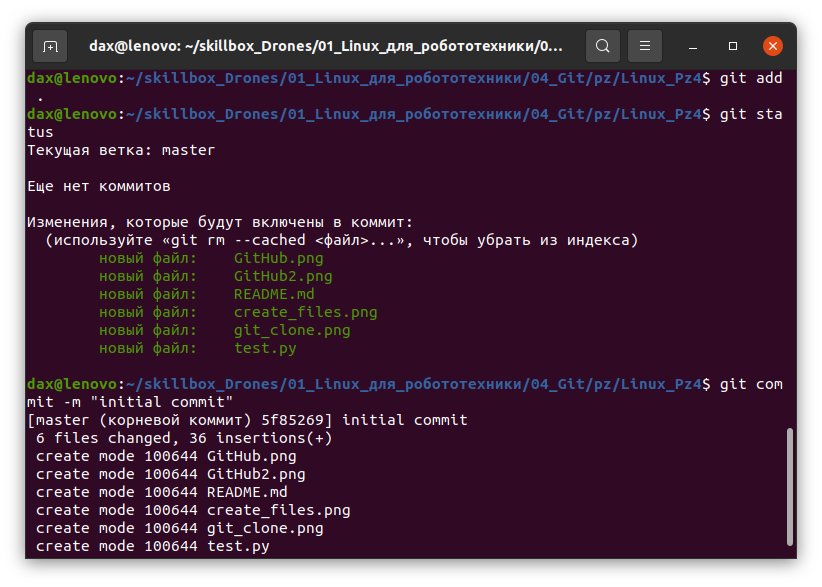 dax@lenovo: ~/skillbox_Drones/01_Linux_для_робототехники/0...
dax@lenovo:~/skillbox_Drones/01_Linux_для_робототехники/04_Git/pz/Linux_Pz4$ git add
.
dax@lenovo:~/skillbox_Drones/01_Linux_для_робототехники/04_Git/pz/Linux_Pz4$ git sta
tus
Текущая ветка: master
Еще нет коммитов
Изменения, которые будут включены в коммит:
(используйте «git rm --cached <файл>...», чтобы убрать из индекса)
новый файл:    GitHub.png
новый файл:    GitHub2.png
новый файл:    README.md
новый файл:    create_files.png
новый файл:    git_clone.png
новый файл:    test.py
dax@lenovo:~/skillbox_Drones/01_Linux_для_робототехники/04_Git/pz/Linux_Pz4$ git com
mit -m "initial commit"
[master (корневой коммит) 5f85269] initial commit
6 files changed, 36 insertions(+)
create mode 100644 GitHub.png
create mode 100644 GitHub2.png
create mode 100644 README.md
create mode 100644 create_files.png
create mode 100644 git_clone.png
create mode 100644 test.py